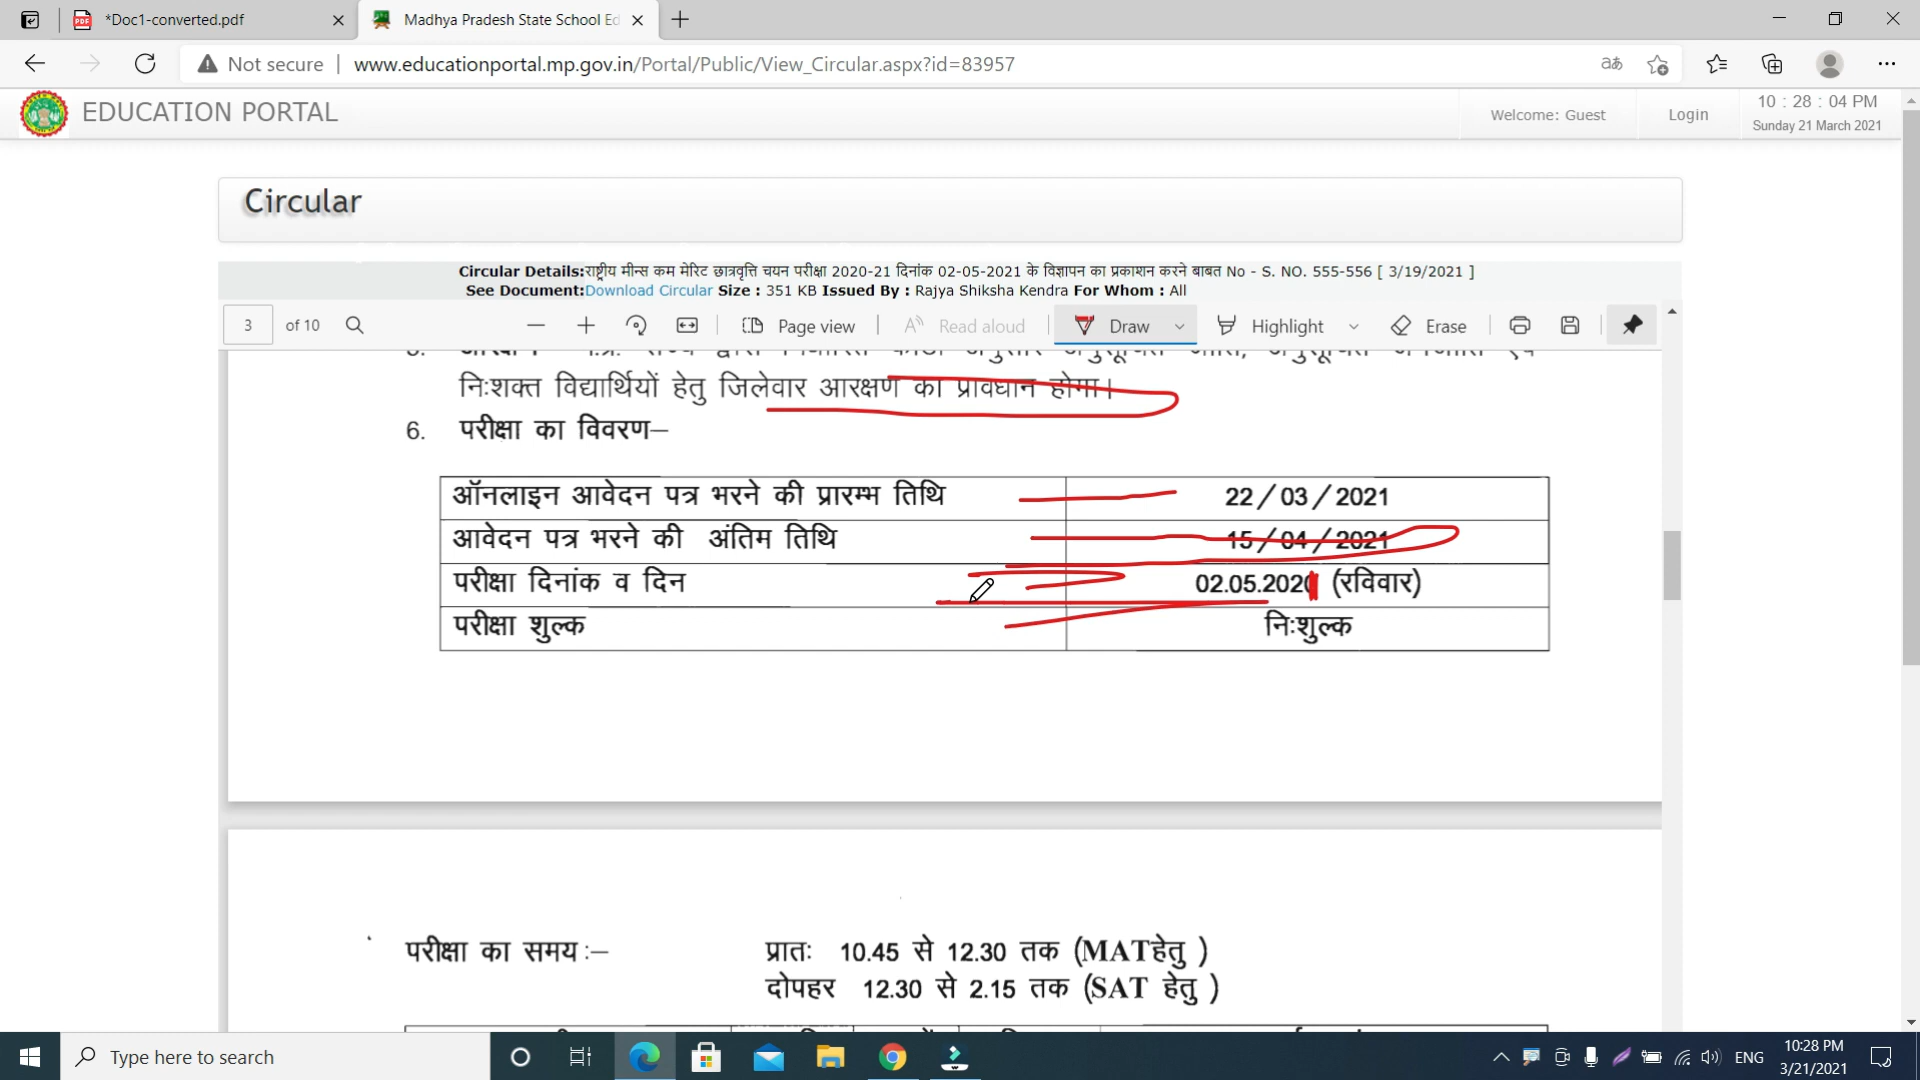 *Doc1-converted.pdf
Madhya Pradesh State School Ed
Not secure | www.educationportal.mp.gov.in/Portal/Public/View_Circular.aspx?id=83957
EDUCATION PORTAL
Welcome: Guest
Login
10 : 28 : 04 PM
Sunday 21 March 2021
Circular
Circular Details:राष्ट्रीय मीन्स कम मेरिट छात्रवृत्ति चयन परीक्षा 2020-21 दिनांक 02-05-2021 के विज्ञापन का प्रकाशन करने बाबत No - S. NO. 555-556 [ 3/19/2021 ]
See Document:Download Circular Size : 351 KB Issued By : Rajya Shiksha Kendra For Whom : All
3 of 10
Page view
Read aloud
Draw
Highlight
Erase
निःशक्त विद्यार्थियों हेतु जिलेवार आरक्षण का प्रावधान होगा।
6. परीक्षा का विवरण–
ऑनलाइन आवेदन पत्र भरने की प्रारम्भ तिथि 22/03/2021
आवेदन पत्र भरने की अंतिम तिथि 15/04/2021
परीक्षा दिनांक व दिन 02.05.2021 (रविवार)
परीक्षा शुल्क निःशुल्क
परीक्षा का समय :– प्रातः 10.45 से 12.30 तक (MATहेतु )
दोपहर 12.30 से 2.15 तक (SAT हेतु )
Type here to search
ENG
10:28 PM
3/21/2021